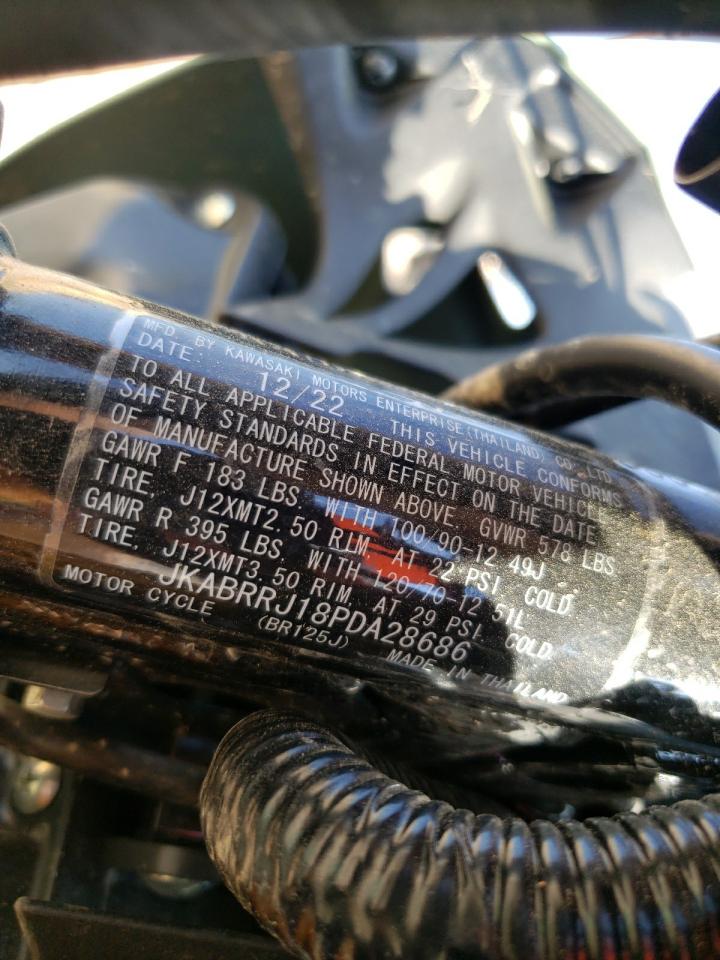 MFD BY KAWASAKI MOTORS ENTERPRISE(THAILAND) CO.,LTD.
DATE: 12/22 THIS VEHICLE CONFORMS
TO ALL APPLICABLE FEDERAL MOTOR VEHICLE
SAFETY STANDARDS IN EFFECT ON THE DATE
OF MANUFACTURE SHOWN ABOVE. GVWR 578 LBS
GAWR F 183 LBS. WITH 100/90-12 49J
TIRE, J12XMT2.50 RIM, AT 22 PSI COLD
GAWR R 395 LBS WITH 120/70-12 51L
TIRE, J12XMT3.50 RIM, AT 29 PSI COLD
JKABRRJ18PDA28686
MOTOR CYCLE (BR125J) MADE IN THAILAND